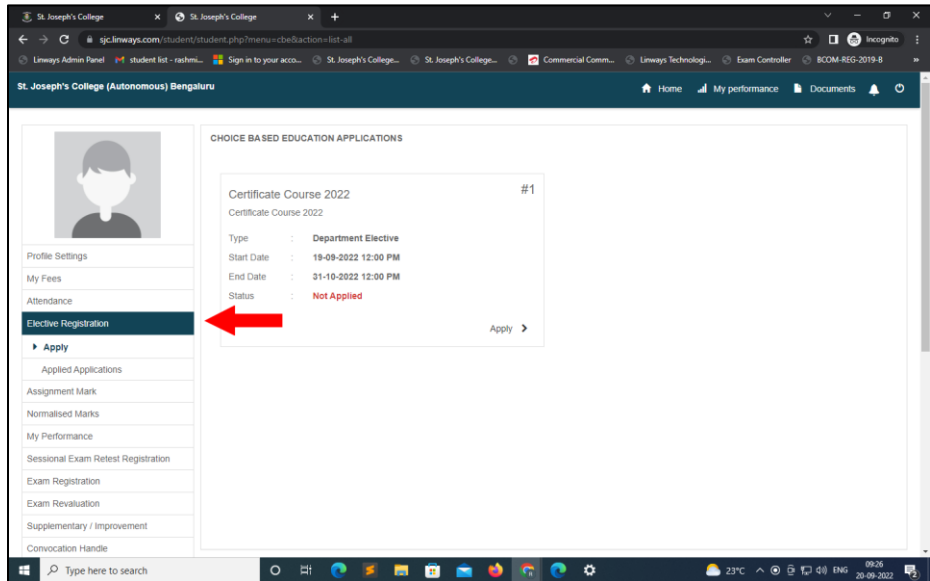 St. Joseph's College
St. Joseph's College
sjc.linways.com/student/student.php?menu=cbe&action=list-all
Incognito
Linways Admin Panel
student list - rashmi...
Sign in to your acco...
St. Joseph's College...
St. Joseph's College...
Commercial Comm...
Linways Technologi...
Exam Controller
BCOM-REG-2019-B
St. Joseph's College (Autonomous) Bengaluru
Home
My performance
Documents
CHOICE BASED EDUCATION APPLICATIONS
Certificate Course 2022
#1
Certificate Course 2022
Type : Department Elective
Start Date : 19-09-2022 12:00 PM
End Date : 31-10-2022 12:00 PM
Status : Not Applied
Apply
Profile Settings
My Fees
Attendance
Elective Registration
Apply
Applied Applications
Assignment Mark
Normalised Marks
My Performance
Sessional Exam Retest Registration
Exam Registration
Exam Revaluation
Supplementary / Improvement
Convocation Handle
Type here to search
23°C
ENG
09:26
20-09-2022
2